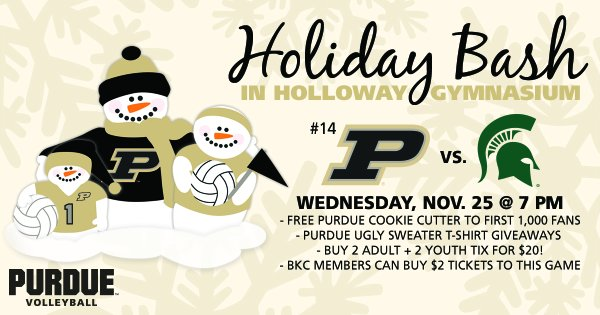 Holiday Bash
IN HOLLOWAY GYMNASIUM
#14 P VS.
WEDNESDAY, NOV. 25 @ 7 PM
- FREE PURDUE COOKIE CUTTER TO FIRST 1,000 FANS
- PURDUE UGLY SWEATER T-SHIRT GIVEAWAYS
- BUY 2 ADULT + 2 YOUTH TIX FOR $20!
- BKC MEMBERS CAN BUY $2 TICKETS TO THIS GAME
P
P
1
PURDUE™
VOLLEYBALL